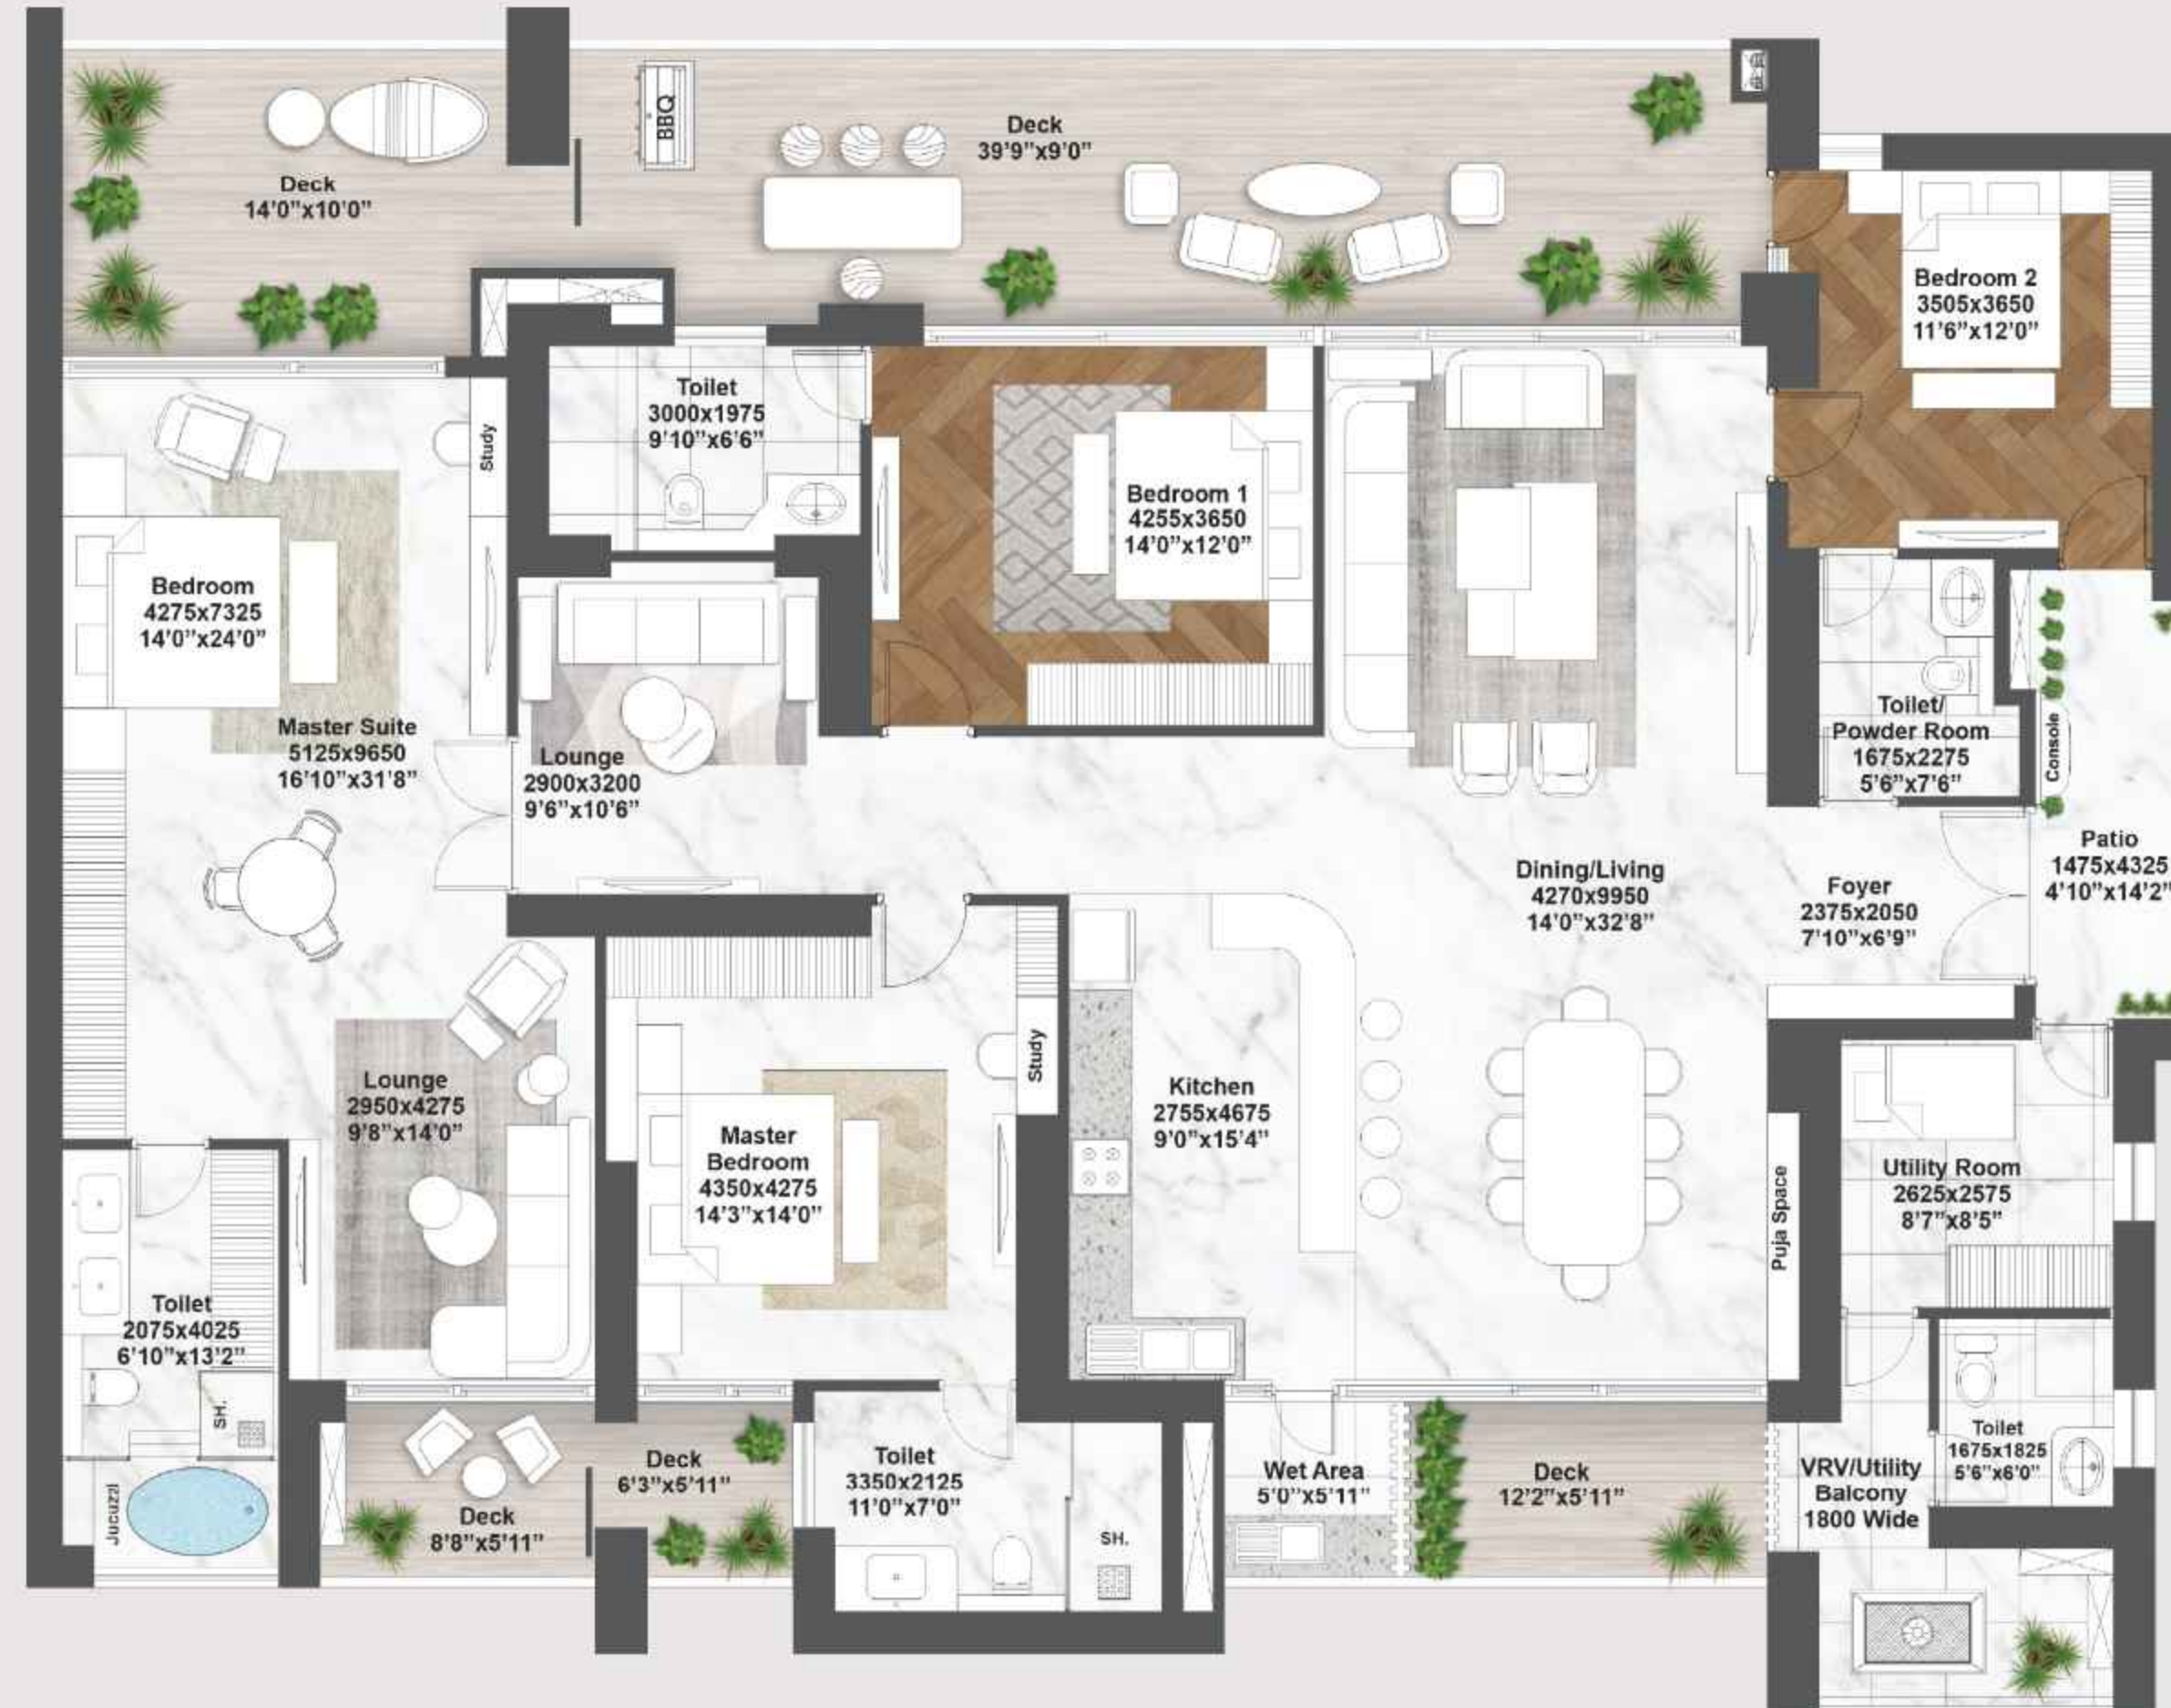 BBQ
Deck
39'9"x9'0"
Deck
14'0"x10'0"
Bedroom 2
3505x3650
11'6"x12'0"
Toilet
3000x1975
9'10"x6'6"
Study
Bedroom 1
4255x3650
14'0"x12'0"
Bedroom
4275x7325
14'0"x24'0"
Master Suite
5125x9650
16'10"x31'8"
Lounge
2900x3200
9'6"x10'6"
Toilet/
Powder Room
1675x2275
5'6"x7'6"
Console
Patio
1475x4325
4'10"x14'2"
Dining/Living
4270x9950
14'0"x32'8"
Foyer
2375x2050
7'10"x6'9"
Lounge
2950x4275
9'8"x14'0"
Study
Master
Bedroom
4350x4275
14'3"x14'0"
Kitchen
2755x4675
9'0"x15'4"
Puja Space
Utility Room
2625x2575
8'7"x8'5"
Toilet
2075x4025
6'10"x13'2"
SH.
Jucuzzi
Deck
8'8"x5'11"
Deck
6'3"x5'11"
Toilet
3350x2125
11'0"x7'0"
SH.
Wet Area
5'0"x5'11"
Deck
12'2"x5'11"
VRV/Utility
Balcony
1800 Wide
Toilet
1675x1825
5'6"x6'0"